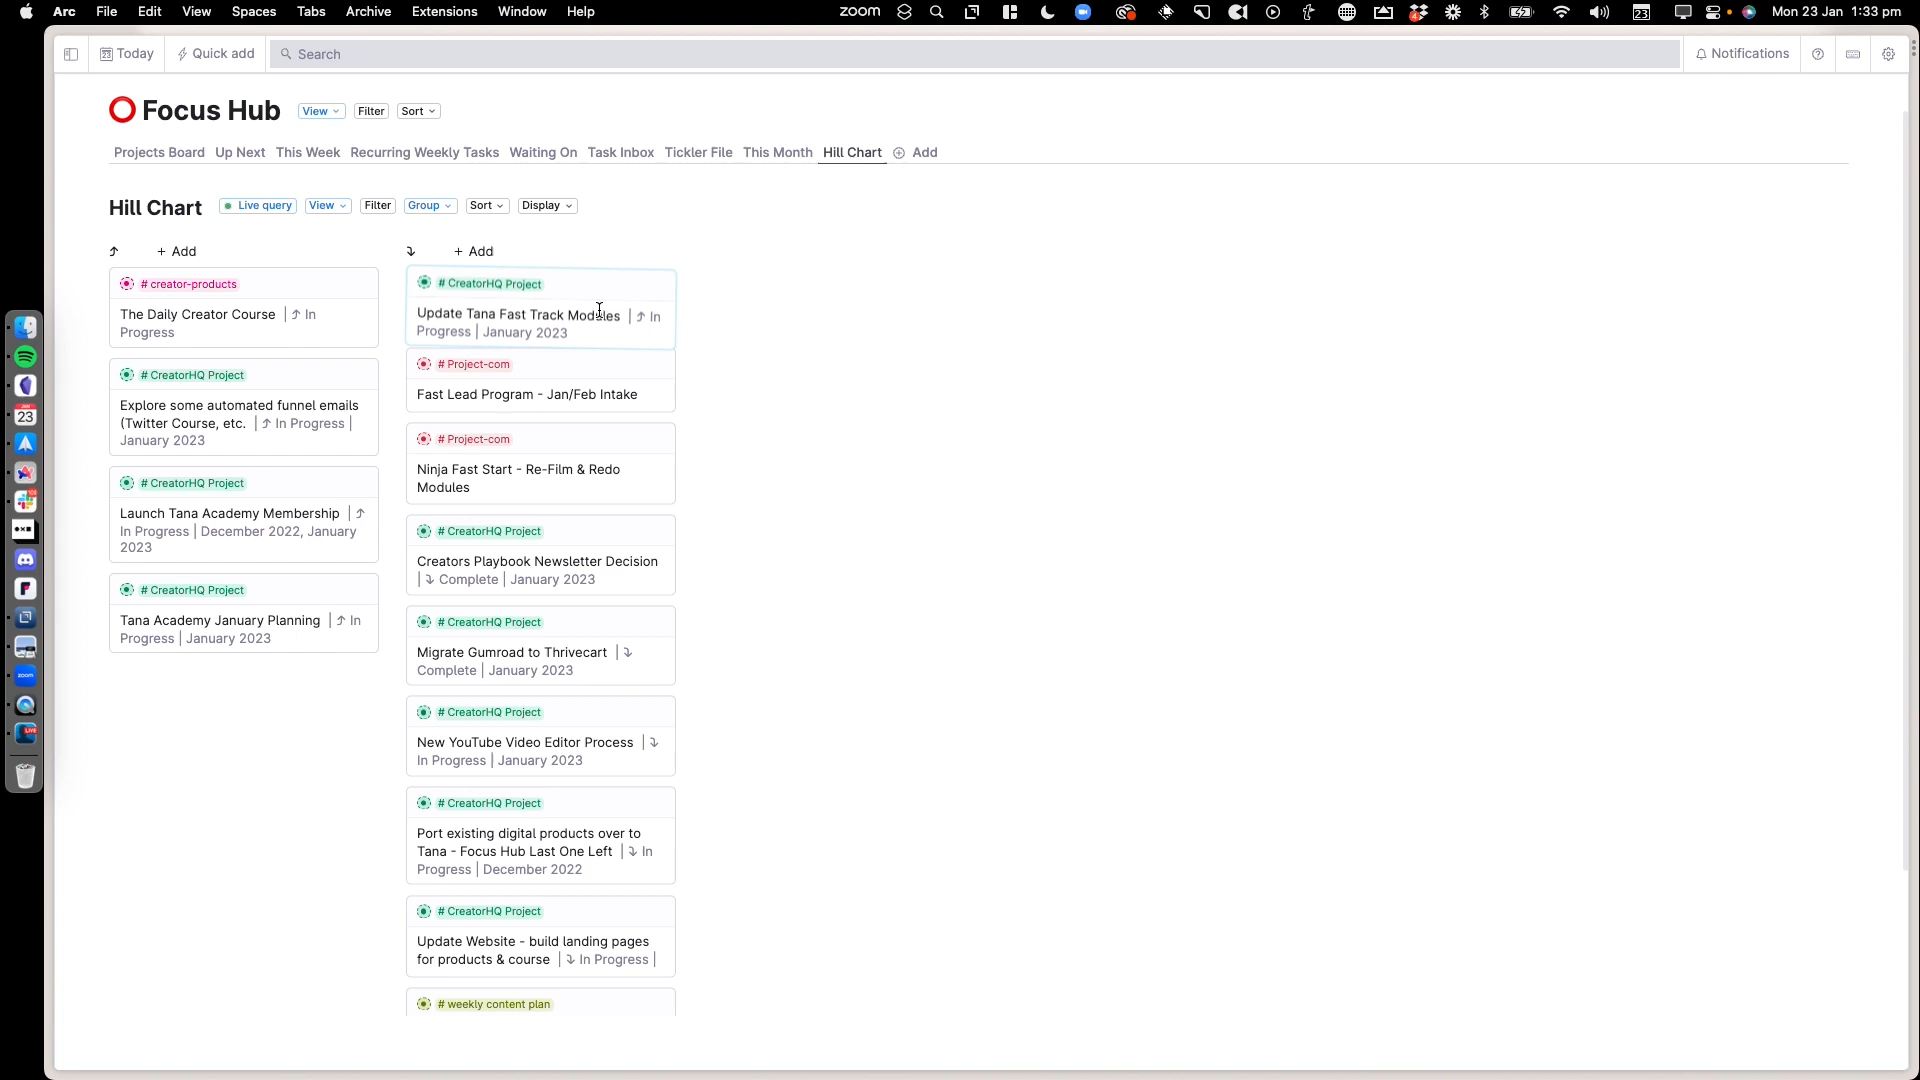 Arc File Edit View Spaces Tabs Archive Extensions Window Help zoom 23 Mon 23 Jan 1:33 pm
Today Quick add Search Notifications
Focus Hub View Filter Sort
Projects Board Up Next This Week Recurring Weekly Tasks Waiting On Task Inbox Tickler File This Month Hill Chart Add
Hill Chart Live query View Filter Group Sort Display
⤴ + Add
# creator-products
The Daily Creator Course | ⤴ In
Progress
# CreatorHQ Project
Explore some automated funnel emails
(Twitter Course, etc. | ⤴ In Progress |
January 2023
# CreatorHQ Project
Launch Tana Academy Membership | ⤴
In Progress | December 2022, January
2023
# CreatorHQ Project
Tana Academy January Planning | ⤴ In
Progress | January 2023
⤵ + Add
# CreatorHQ Project
Update Tana Fast Track Modules | ⤴ In
Progress | January 2023
# Project-com
Fast Lead Program - Jan/Feb Intake
# Project-com
Ninja Fast Start - Re-Film & Redo
Modules
# CreatorHQ Project
Creators Playbook Newsletter Decision
| ⤵ Complete | January 2023
# CreatorHQ Project
Migrate Gumroad to Thrivecart | ⤵
Complete | January 2023
# CreatorHQ Project
New YouTube Video Editor Process | ⤵
In Progress | January 2023
# CreatorHQ Project
Port existing digital products over to
Tana - Focus Hub Last One Left | ⤵ In
Progress | December 2022
# CreatorHQ Project
Update Website - build landing pages
for products & course | ⤵ In Progress |
# weekly content plan
23
zoom
LIVE